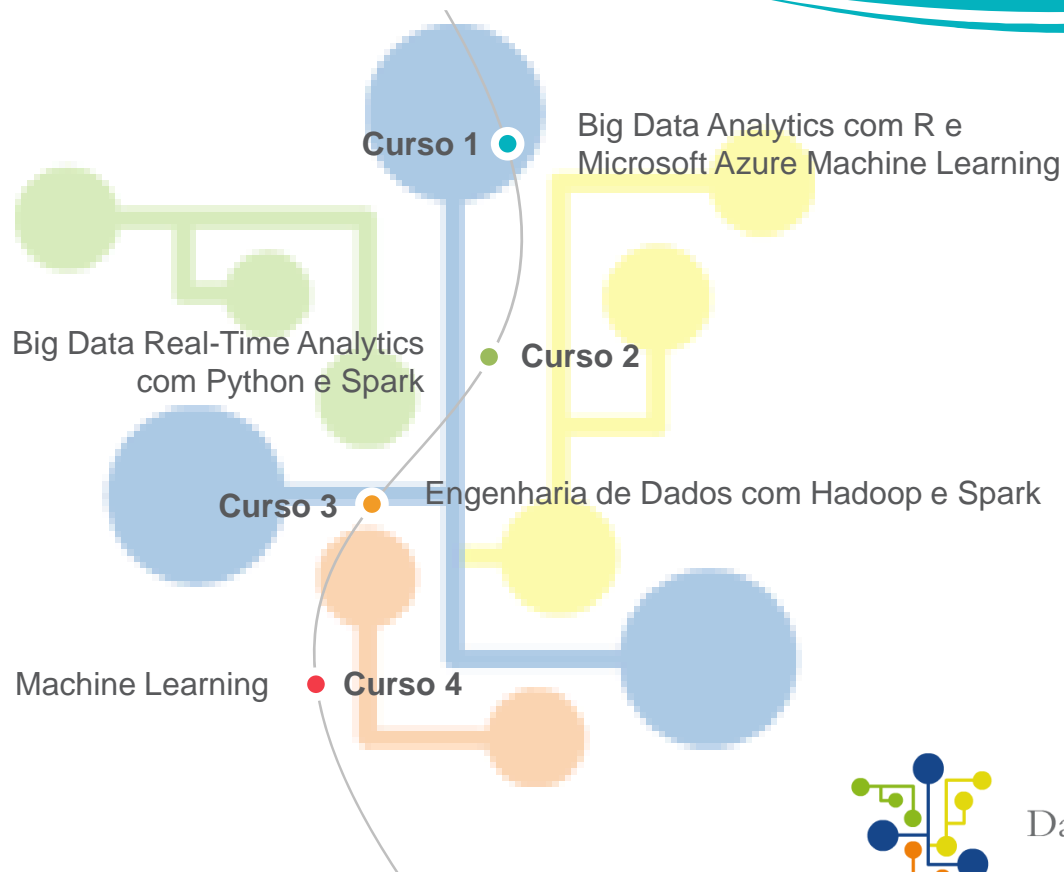 Curso 1
Big Data Analytics com R e
Microsoft Azure Machine Learning
Big Data Real-Time Analytics
com Python e Spark
Curso 2
Curso 3
Engenharia de Dados com Hadoop e Spark
Machine Learning
Curso 4
Da